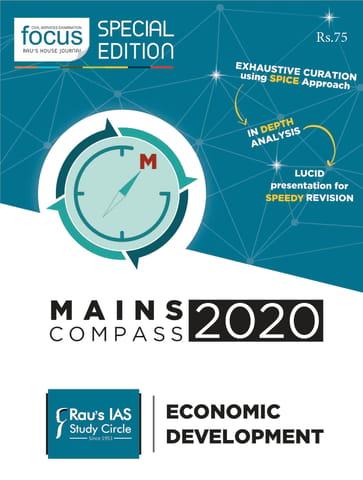 CIVIL SERVICES EXAMINATION
focus
RAU'S HOUSE JOURNAL
SPECIAL
EDITION
Rs.75
EXHAUSTIVE CURATION
using SPICE Approach
IN DEPTH
ANALYSIS
LUCID
presentation for
SPEEDY REVISION
M
MAINS
COMPASS
2020
Rau's IAS
Study Circle
Since 1953
ECONOMIC
DEVELOPMENT